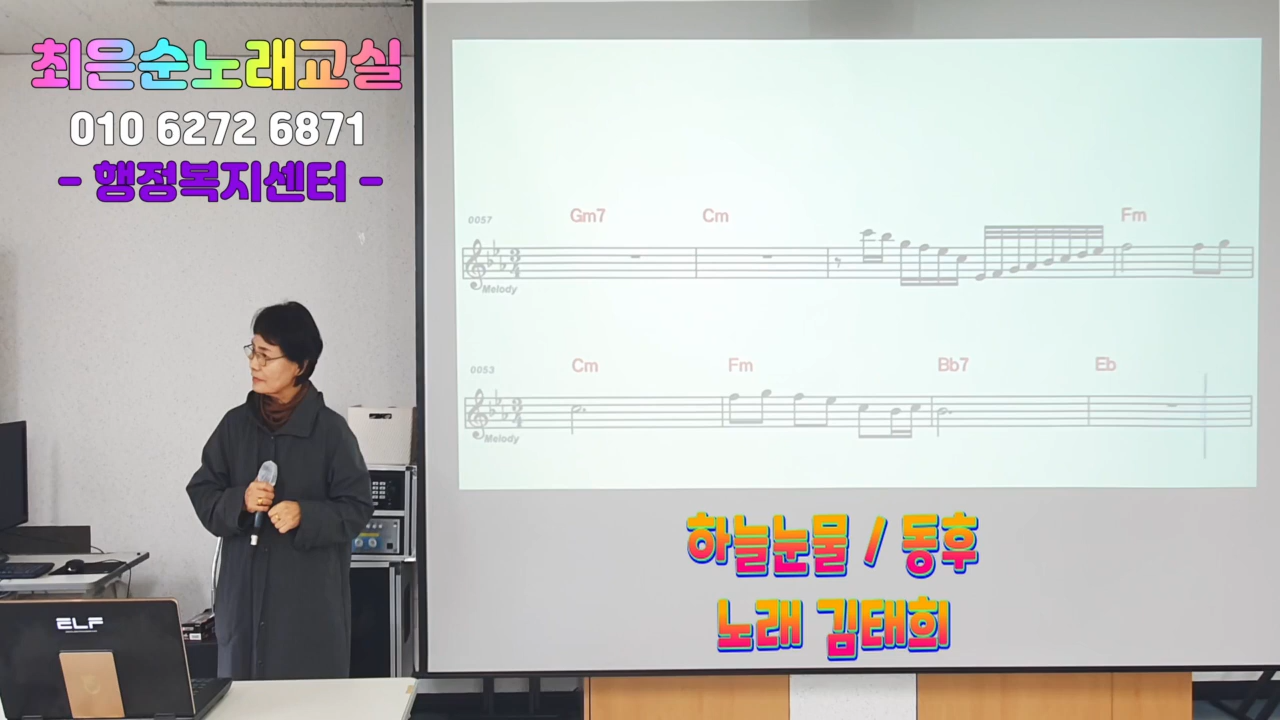 최은순노래교실
010 6272 6871
- 행정복지센터 -
0057 Gm7 Cm Fm
Melody
0053 Cm Fm Bb7 Eb
Melody
ELF
하늘눈물 / 동후
노래 김태희